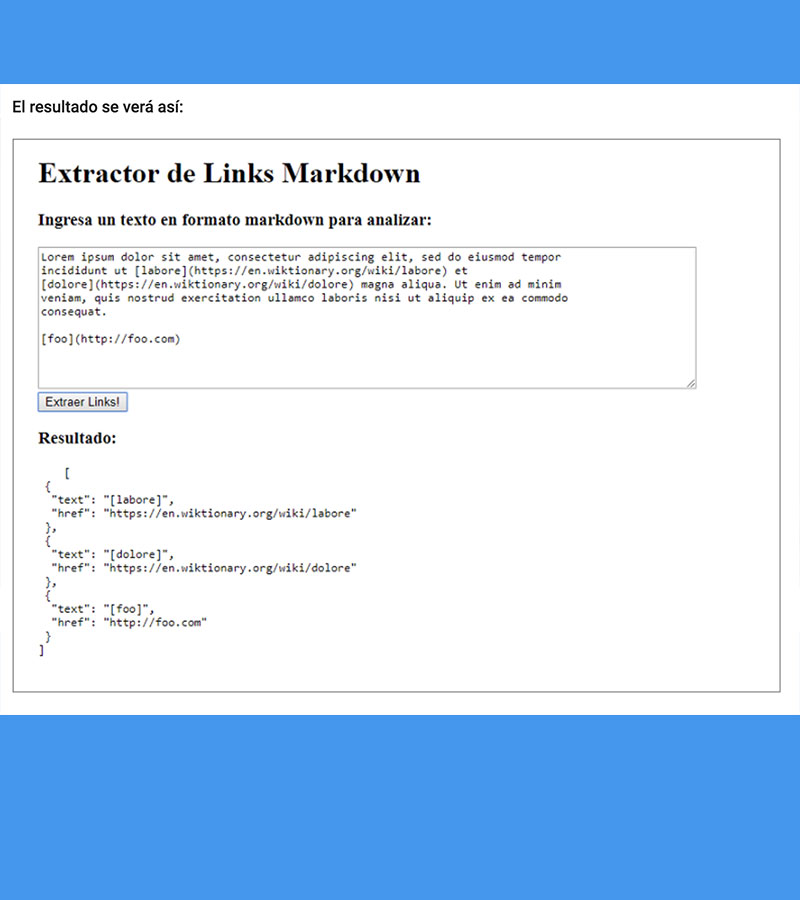 El resultado se verá así:
Extractor de Links Markdown
Ingresa un texto en formato markdown para analizar:
Lorem ipsum dolor sit amet, consectetur adipiscing elit, sed do eiusmod tempor
incididunt ut [labore](https://en.wiktionary.org/wiki/labore) et
[dolore](https://en.wiktionary.org/wiki/dolore) magna aliqua. Ut enim ad minim
veniam, quis nostrud exercitation ullamco laboris nisi ut aliquip ex ea commodo
consequat.
[foo](http://foo.com)
Extraer Links!
Resultado:
[
{
"text": "[labore]",
"href": "https://en.wiktionary.org/wiki/labore"
},
{
"text": "[dolore]",
"href": "https://en.wiktionary.org/wiki/dolore"
},
{
"text": "[foo]",
"href": "http://foo.com"
}
]